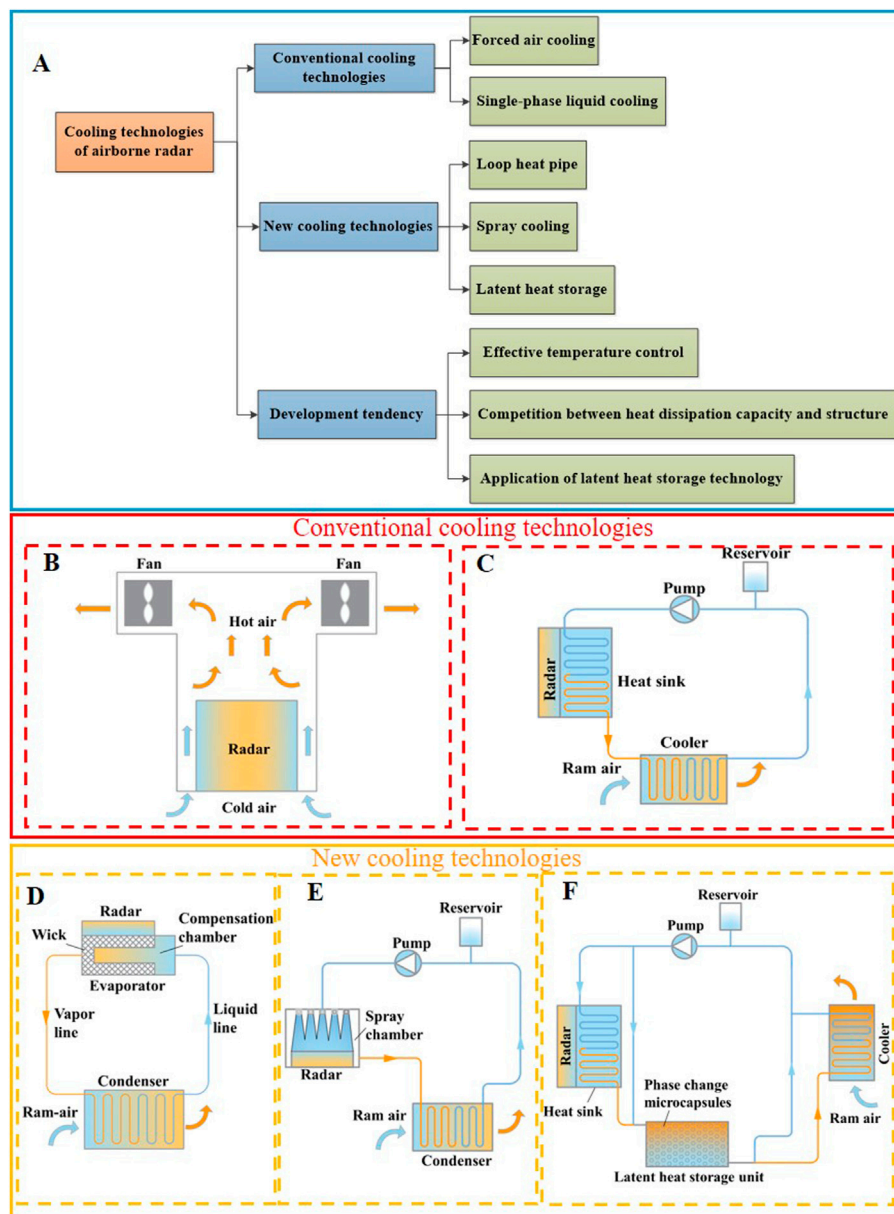 A
Cooling technologies
of airborne radar
Conventional cooling
technologies
Forced air cooling
Single-phase liquid cooling
New cooling technologies
Loop heat pipe
Spray cooling
Latent heat storage
Development tendency
Effective temperature control
Competition between heat dissipation capacity and structure
Application of latent heat storage technology
Conventional cooling technologies
B
Fan
Fan
Hot air
Radar
Cold air
C
Reservoir
Pump
Radar
Heat sink
Cooler
Ram air
New cooling technologies
D
Radar
Wick
Compensation
chamber
Evaporator
Vapor
line
Liquid
line
Condenser
Ram-air
E
Reservoir
Pump
Spray
chamber
Radar
Ram air
Condenser
F
Reservoir
Pump
Radar
Heat sink
Phase change
microcapsules
Latent heat storage unit
Cooler
Ram air